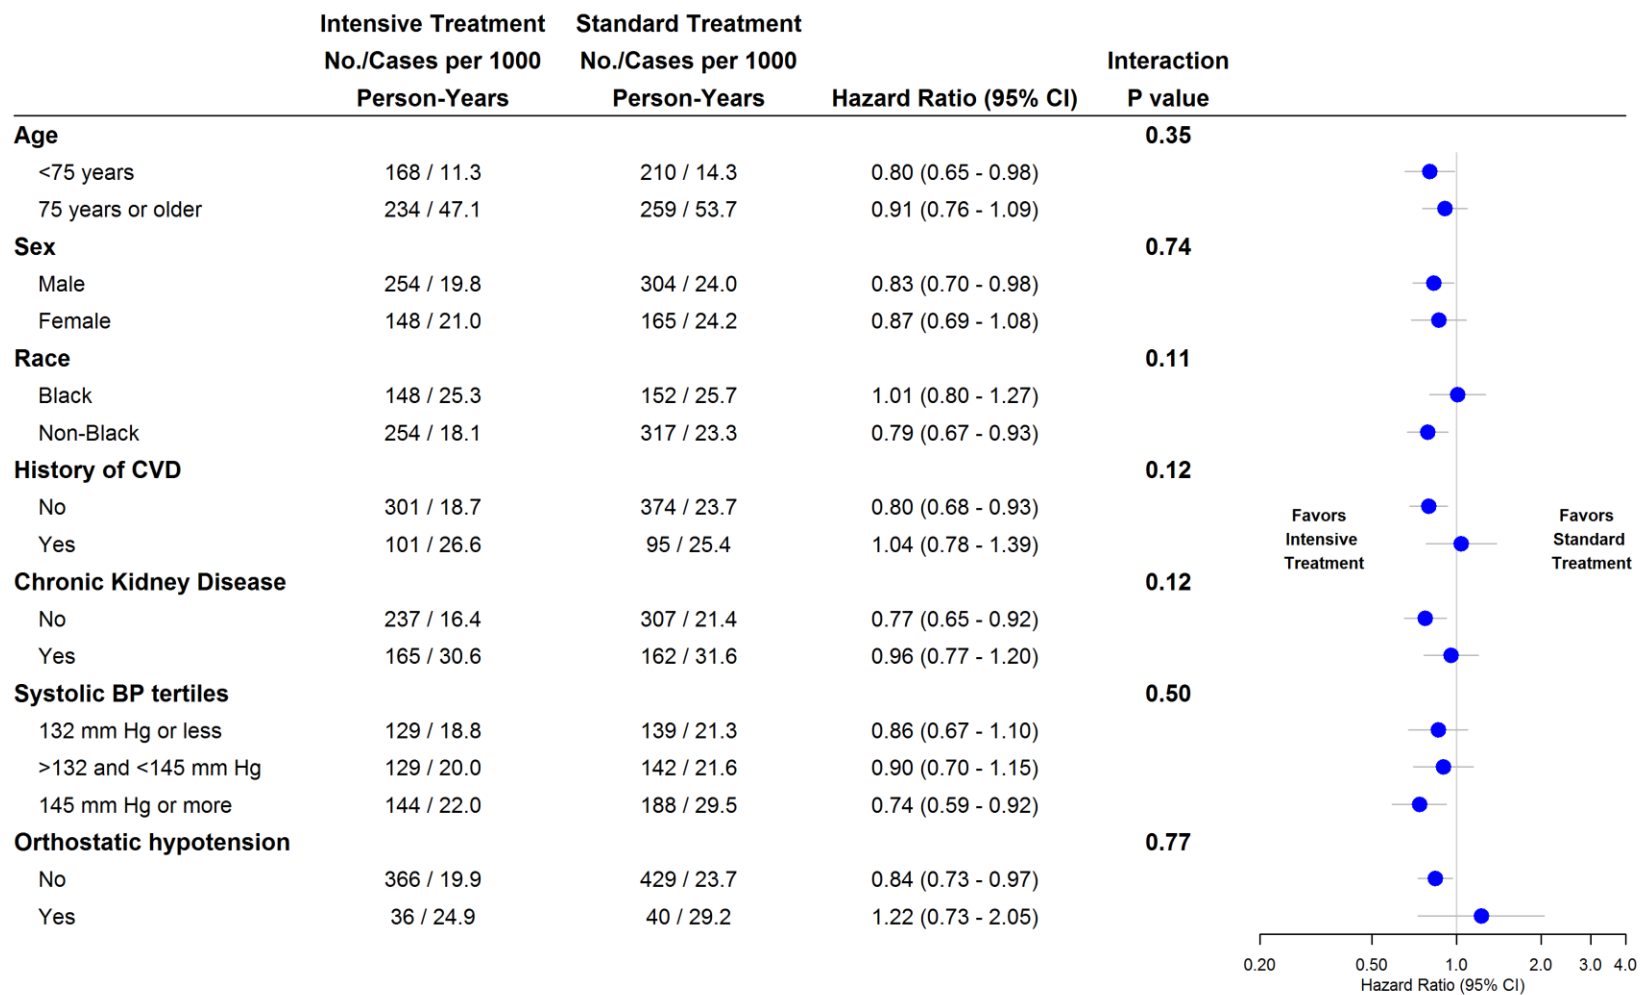 Intensive Treatment Standard Treatment
No./Cases per 1000 No./Cases per 1000 Interaction
Person-Years Person-Years Hazard Ratio (95% CI) P value
Age 0.35
<75 years 168 / 11.3 210 / 14.3 0.80 (0.65 - 0.98)
75 years or older 234 / 47.1 259 / 53.7 0.91 (0.76 - 1.09)
Sex 0.74
Male 254 / 19.8 304 / 24.0 0.83 (0.70 - 0.98)
Female 148 / 21.0 165 / 24.2 0.87 (0.69 - 1.08)
Race 0.11
Black 148 / 25.3 152 / 25.7 1.01 (0.80 - 1.27)
Non-Black 254 / 18.1 317 / 23.3 0.79 (0.67 - 0.93)
History of CVD 0.12
No 301 / 18.7 374 / 23.7 0.80 (0.68 - 0.93)
Yes 101 / 26.6 95 / 25.4 1.04 (0.78 - 1.39)
Favors Favors
Intensive Standard
Treatment Treatment
Chronic Kidney Disease 0.12
No 237 / 16.4 307 / 21.4 0.77 (0.65 - 0.92)
Yes 165 / 30.6 162 / 31.6 0.96 (0.77 - 1.20)
Systolic BP tertiles 0.50
132 mm Hg or less 129 / 18.8 139 / 21.3 0.86 (0.67 - 1.10)
>132 and <145 mm Hg 129 / 20.0 142 / 21.6 0.90 (0.70 - 1.15)
145 mm Hg or more 144 / 22.0 188 / 29.5 0.74 (0.59 - 0.92)
Orthostatic hypotension 0.77
No 366 / 19.9 429 / 23.7 0.84 (0.73 - 0.97)
Yes 36 / 24.9 40 / 29.2 1.22 (0.73 - 2.05)
0.20 0.50 1.0 2.0 3.0 4.0
Hazard Ratio (95% CI)